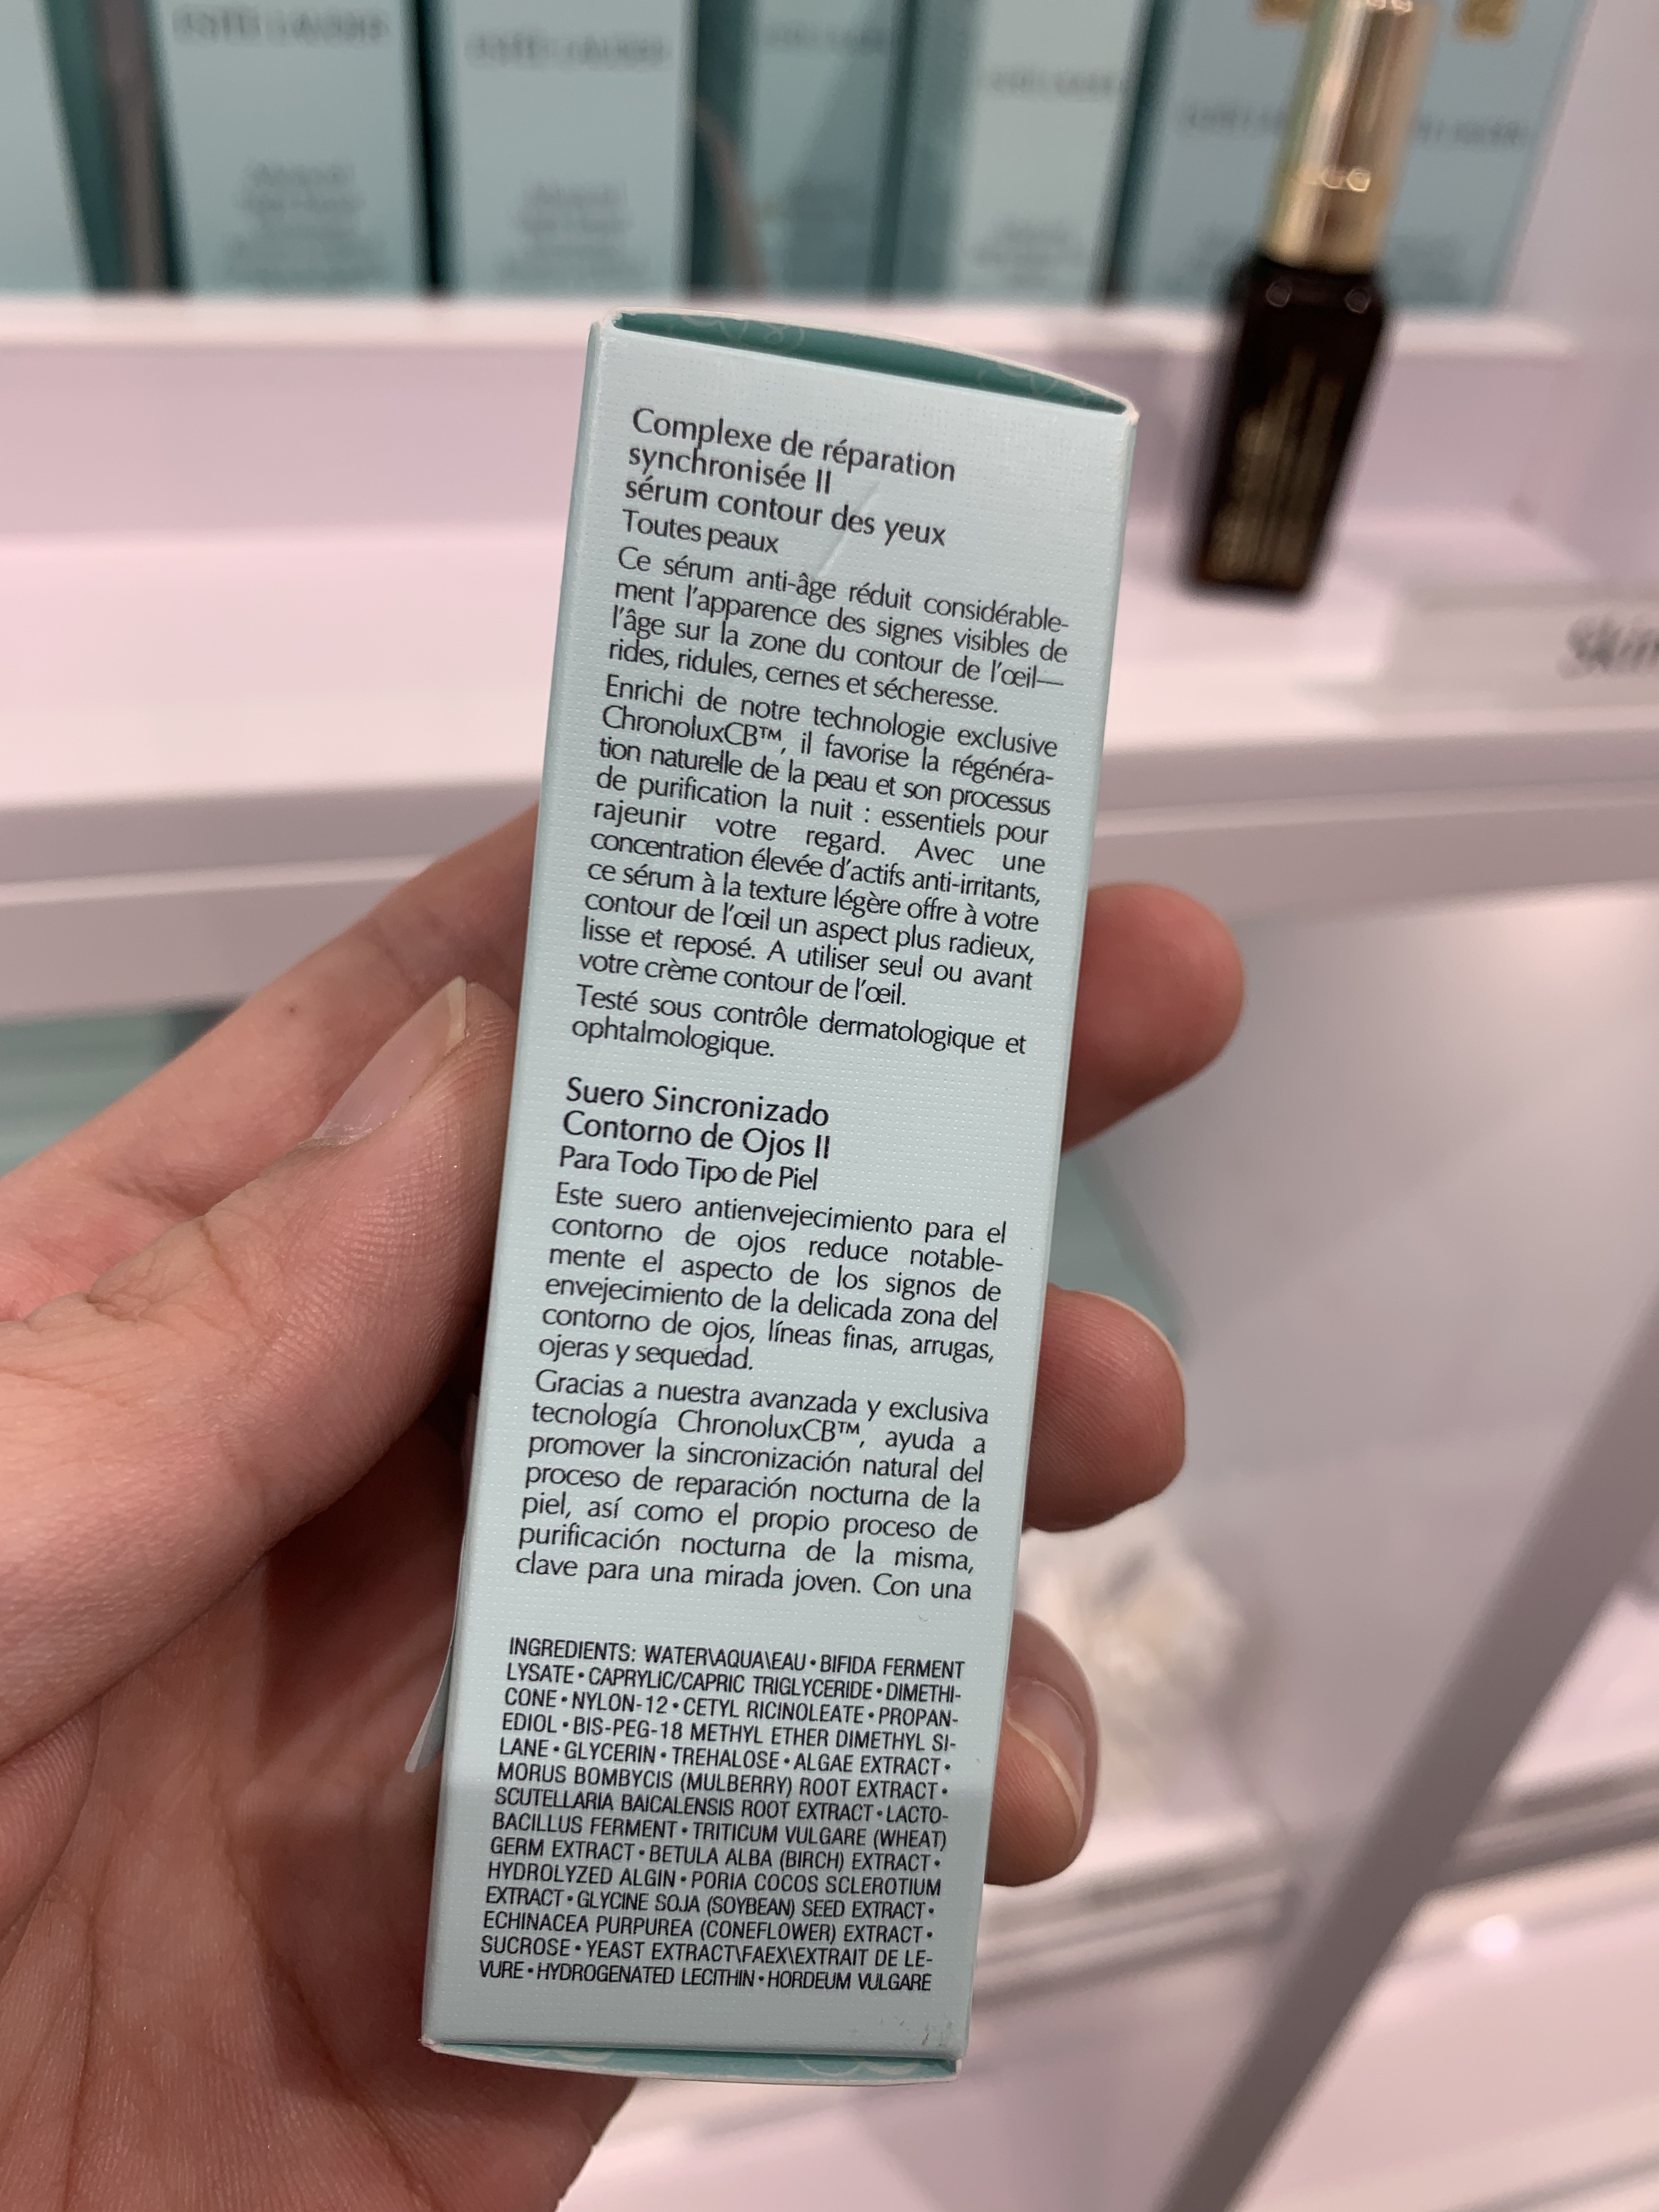 ESTĒE LAUDER
ESTĒE LAUDER
Complexe de réparation
synchronisée II
sérum contour des yeux
Toutes peaux
Ce sérum anti-âge réduit considérable-
ment l'apparence des signes visibles de
l'âge sur la zone du contour de l'œil—
rides, ridules, cernes et sécheresse.
Enrichi de notre technologie exclusive
ChronoluxCB™, il favorise la régénéra-
tion naturelle de la peau et son processus
de purification la nuit : essentiels pour
rajeunir votre regard. Avec une
concentration élevée d'actifs anti-irritants,
ce sérum à la texture légère offre à votre
contour de l'œil un aspect plus radieux,
lisse et reposé. A utiliser seul ou avant
votre crème contour de l'œil.
Testé sous contrôle dermatologique et
ophtalmologique.
Suero Sincronizado
Contorno de Ojos II
Para Todo Tipo de Piel
Este suero antienvejecimiento para el
contorno de ojos reduce notable-
mente el aspecto de los signos de
envejecimiento de la delicada zona del
contorno de ojos, líneas finas, arrugas,
ojeras y sequedad.
Gracias a nuestra avanzada y exclusiva
tecnología ChronoluxCB™, ayuda a
promover la sincronización natural del
proceso de reparación nocturna de la
piel, así como el propio proceso de
purificación nocturna de la misma,
clave para una mirada joven. Con una
INGREDIENTS: WATER\AQUA\EAU • BIFIDA FERMENT
LYSATE • CAPRYLIC/CAPRIC TRIGLYCERIDE • DIMETHI-
CONE • NYLON-12 • CETYL RICINOLEATE • PROPAN-
EDIOL • BIS-PEG-18 METHYL ETHER DIMETHYL SI-
LANE • GLYCERIN • TREHALOSE • ALGAE EXTRACT •
MORUS BOMBYCIS (MULBERRY) ROOT EXTRACT •
SCUTELLARIA BAICALENSIS ROOT EXTRACT • LACTO-
BACILLUS FERMENT • TRITICUM VULGARE (WHEAT)
GERM EXTRACT • BETULA ALBA (BIRCH) EXTRACT •
HYDROLYZED ALGIN • PORIA COCOS SCLEROTIUM
EXTRACT • GLYCINE SOJA (SOYBEAN) SEED EXTRACT •
ECHINACEA PURPUREA (CONEFLOWER) EXTRACT •
SUCROSE • YEAST EXTRACT\FAEX\EXTRAIT DE LE-
VURE • HYDROGENATED LECITHIN • HORDEUM VULGARE